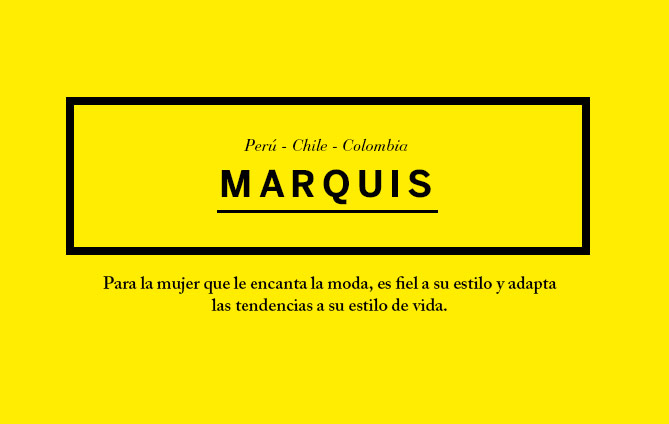 Perú - Chile - Colombia
MARQUIS
Para la mujer que le encanta la moda, es fiel a su estilo y adapta
las tendencias a su estilo de vida.